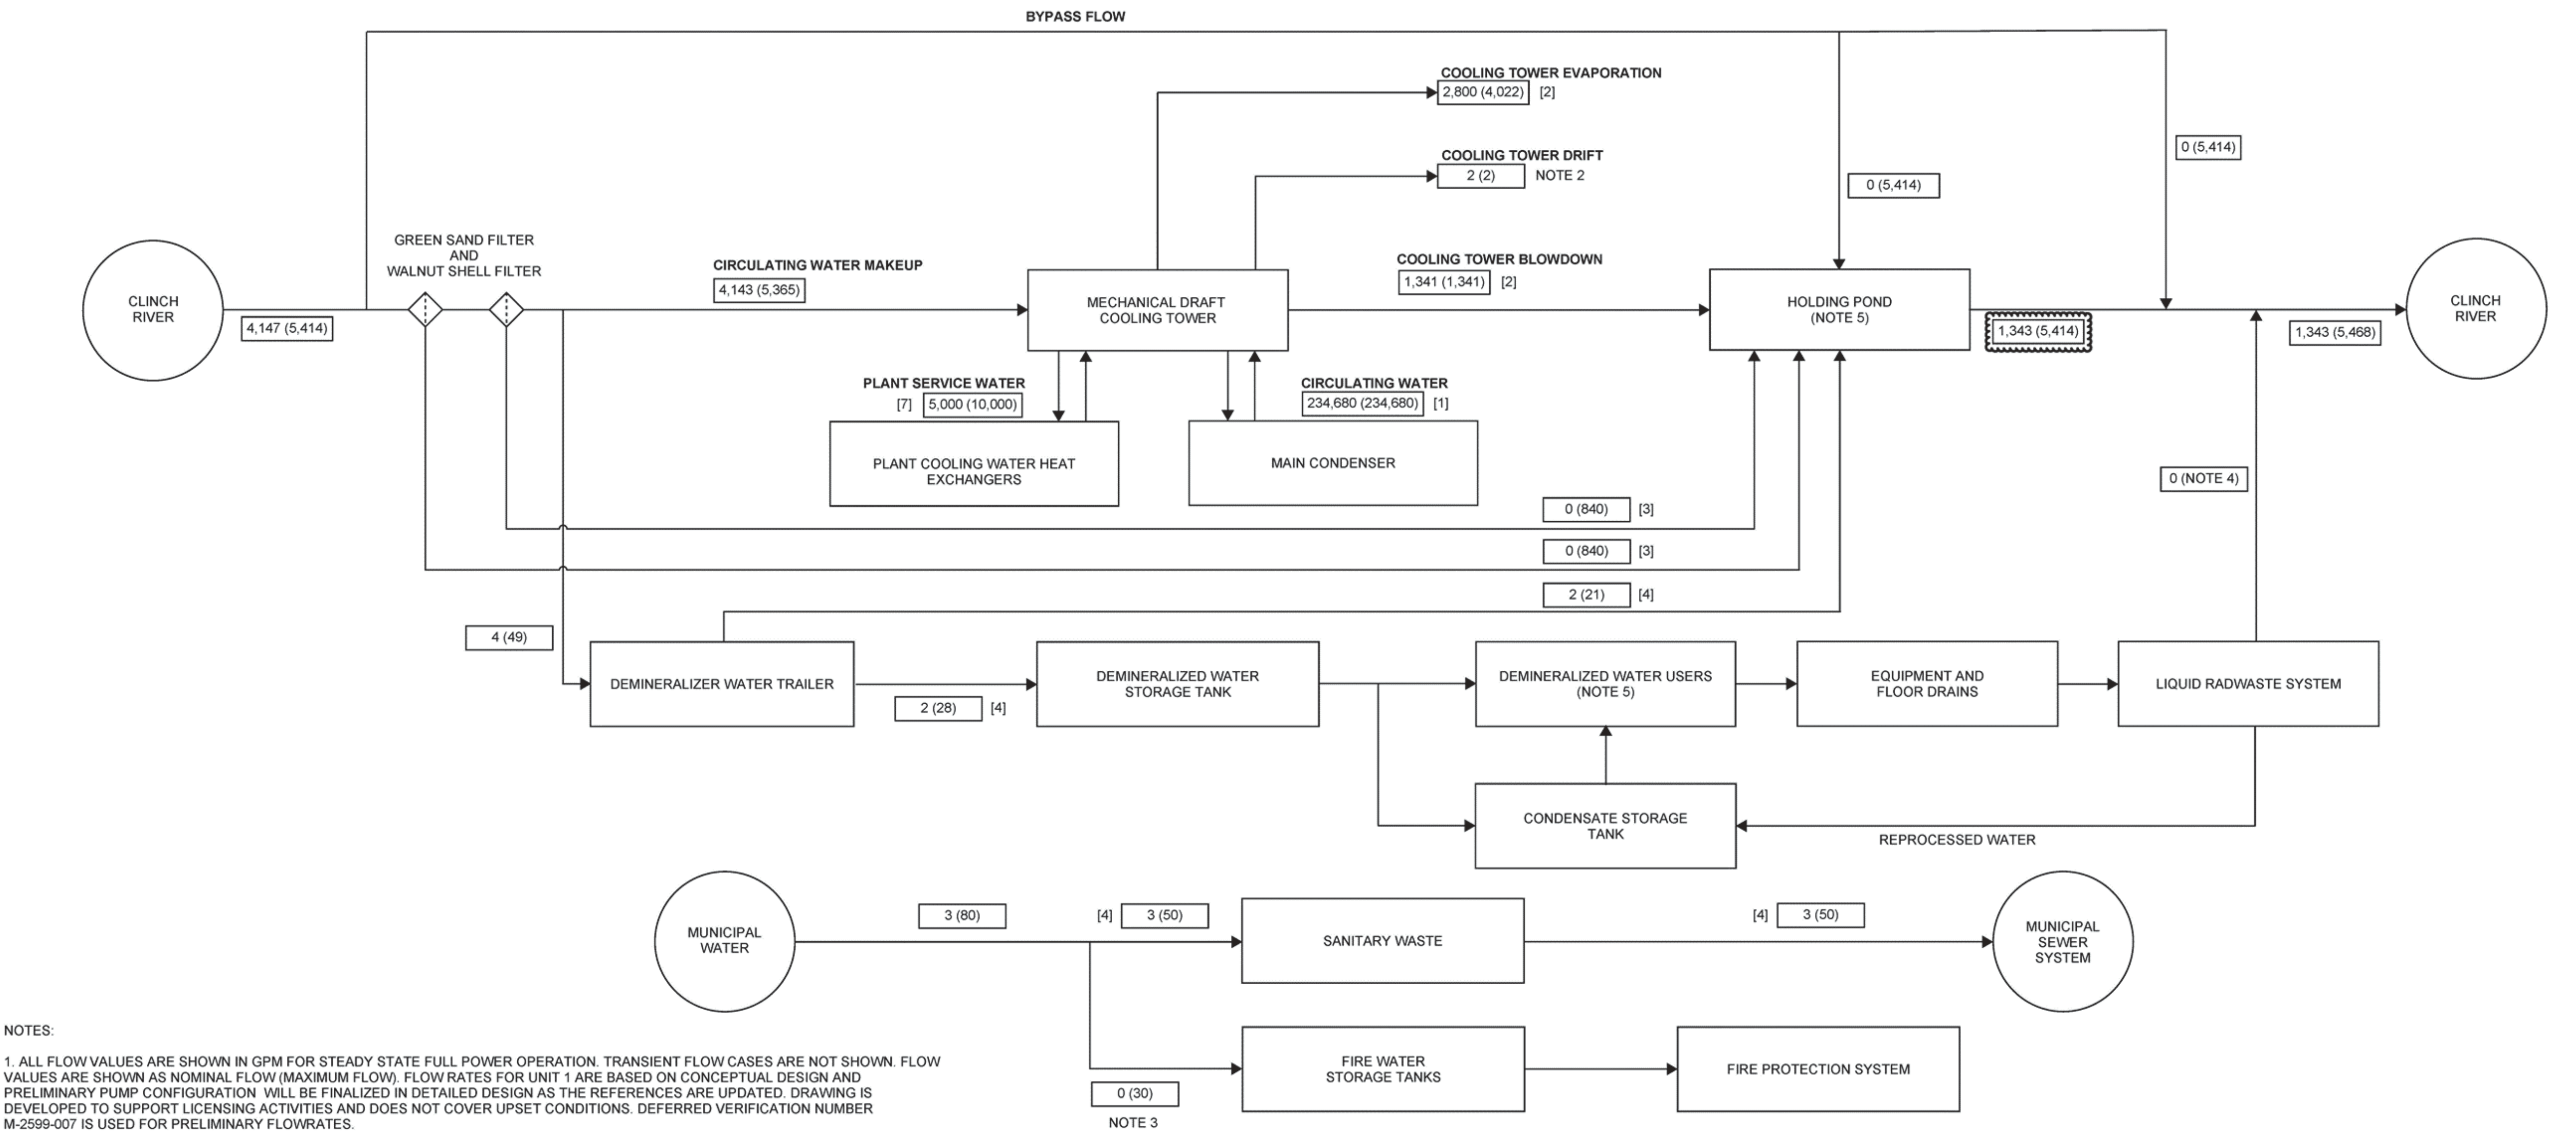 BYPASS FLOW
COOLING TOWER EVAPORATION
2,800 (4,022) [2]
COOLING TOWER DRIFT
2 (2) NOTE 2
0 (5,414)
0 (5,414)
GREEN SAND FILTER
AND
WALNUT SHELL FILTER
CIRCULATING WATER MAKEUP
4,143 (5,365)
COOLING TOWER BLOWDOWN
1,341 (1,341) [2]
CLINCH
RIVER
4,147 (5,414)
MECHANICAL DRAFT
COOLING TOWER
HOLDING POND
(NOTE 5)
1,343 (5,414)
1,343 (5,468)
CLINCH
RIVER
PLANT SERVICE WATER
[7] 5,000 (10,000)
CIRCULATING WATER
234,680 (234,680) [1]
PLANT COOLING WATER HEAT
EXCHANGERS
MAIN CONDENSER
0 (NOTE 4)
0 (840) [3]
0 (840) [3]
2 (21) [4]
4 (49)
DEMINERALIZER WATER TRAILER
2 (28) [4]
DEMINERALIZED WATER
STORAGE TANK
DEMINERALIZED WATER USERS
(NOTE 5)
EQUIPMENT AND
FLOOR DRAINS
LIQUID RADWASTE SYSTEM
CONDENSATE STORAGE
TANK
REPROCESSED WATER
MUNICIPAL
WATER
3 (80)
[4] 3 (50)
SANITARY WASTE
[4] 3 (50)
MUNICIPAL
SEWER
SYSTEM
0 (30)
NOTE 3
FIRE WATER
STORAGE TANKS
FIRE PROTECTION SYSTEM
NOTES:
1. ALL FLOW VALUES ARE SHOWN IN GPM FOR STEADY STATE FULL POWER OPERATION. TRANSIENT FLOW CASES ARE NOT SHOWN. FLOW
VALUES ARE SHOWN AS NOMINAL FLOW (MAXIMUM FLOW). FLOW RATES FOR UNIT 1 ARE BASED ON CONCEPTUAL DESIGN AND
PRELIMINARY PUMP CONFIGURATION WILL BE FINALIZED IN DETAILED DESIGN AS THE REFERENCES ARE UPDATED. DRAWING IS
DEVELOPED TO SUPPORT LICENSING ACTIVITIES AND DOES NOT COVER UPSET CONDITIONS. DEFERRED VERIFICATION NUMBER
M-2599-007 IS USED FOR PRELIMINARY FLOWRATES.